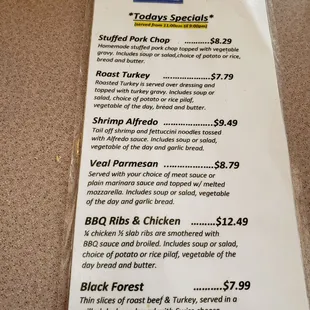 *Todays Specials*
(served from 11:00am til 9:00pm)
Stuffed Pork Chop ...........$8.29
Homemade stuffed pork chop topped with vegetable
gravy. Includes soup or salad,choice of potato or rice,
bread and butter.
Roast Turkey ................$7.79
Roasted Turkey is served over dressing and
topped with turkey gravy. Includes soup or
salad, choice of potato or rice pilaf,
vegetable of the day, bread and butter.
Shrimp Alfredo ..................$9.49
Tail off shrimp and fettuccini noodles tossed
with Alfredo sauce. Includes soup or salad,
vegetable of the day and garlic bread.
Veal Parmesan ..................$8.79
Served with your choice of meat sauce or
plain marinara sauce and topped w/ melted
mozzarella. Includes soup or salad, vegetable
of the day and garlic bread.
BBQ Ribs & Chicken .........$12.49
¼ chicken ½ slab ribs are smothered with
BBQ sauce and broiled. Includes soup, salad,
choice of potato or rice pilaf, vegetable of the
day bread and butter.
Black Forest ..............$7.99
Thin slices of roast beef & Turkey, served in a